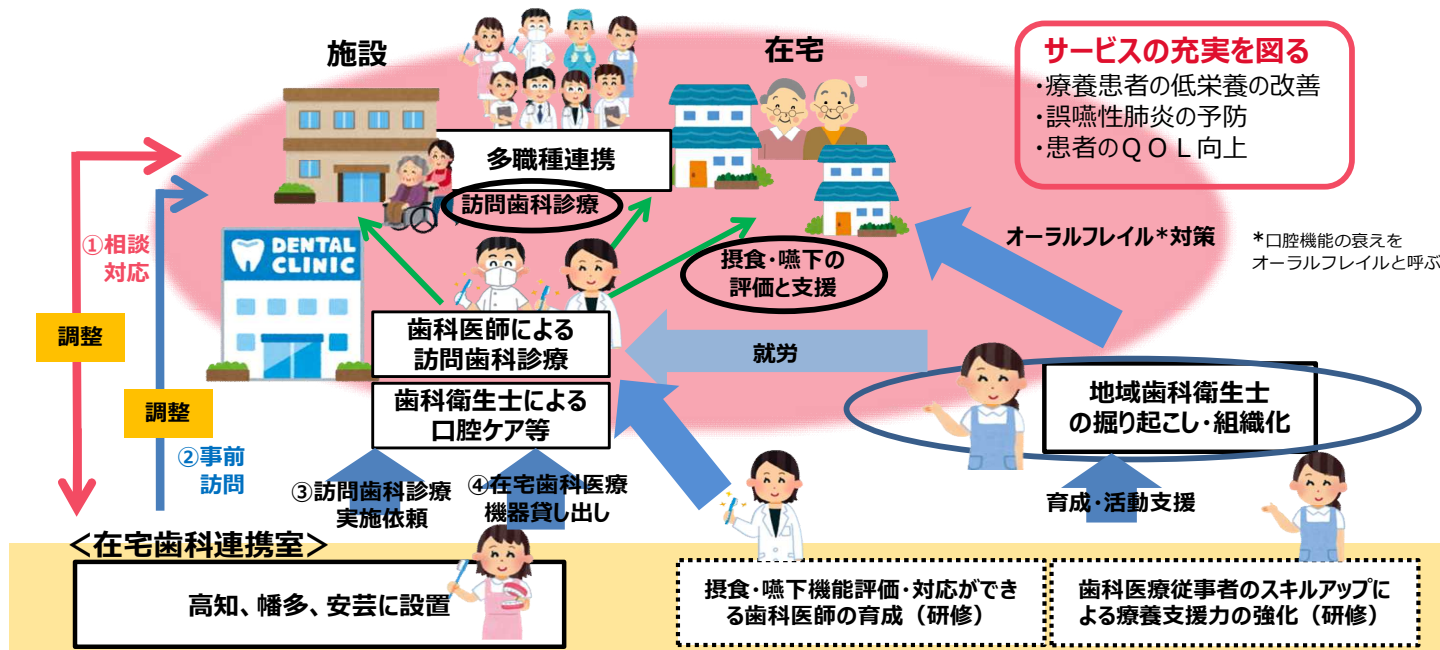 施設
在宅
サービスの充実を図る
・療養患者の低栄養の改善
・誤嚥性肺炎の予防
・患者のＱＯＬ向上
多職種連携
訪問歯科診療
DENTAL
CLINIC
①相談
対応
オーラルフレイル*対策
*口腔機能の衰えを
オーラルフレイルと呼ぶ
摂食・嚥下の
評価と支援
調整
歯科医師による
訪問歯科診療
就労
歯科衛生士による
口腔ケア等
地域歯科衛生士
の掘り起こし・組織化
調整
②事前
訪問
③訪問歯科診療
実施依頼
④在宅歯科医療
機器貸し出し
育成・活動支援
＜在宅歯科連携室＞
高知、幡多、安芸に設置
摂食・嚥下機能評価・対応ができ
る歯科医師の育成（研修）
歯科医療従事者のスキルアップに
よる療養支援力の強化（研修）